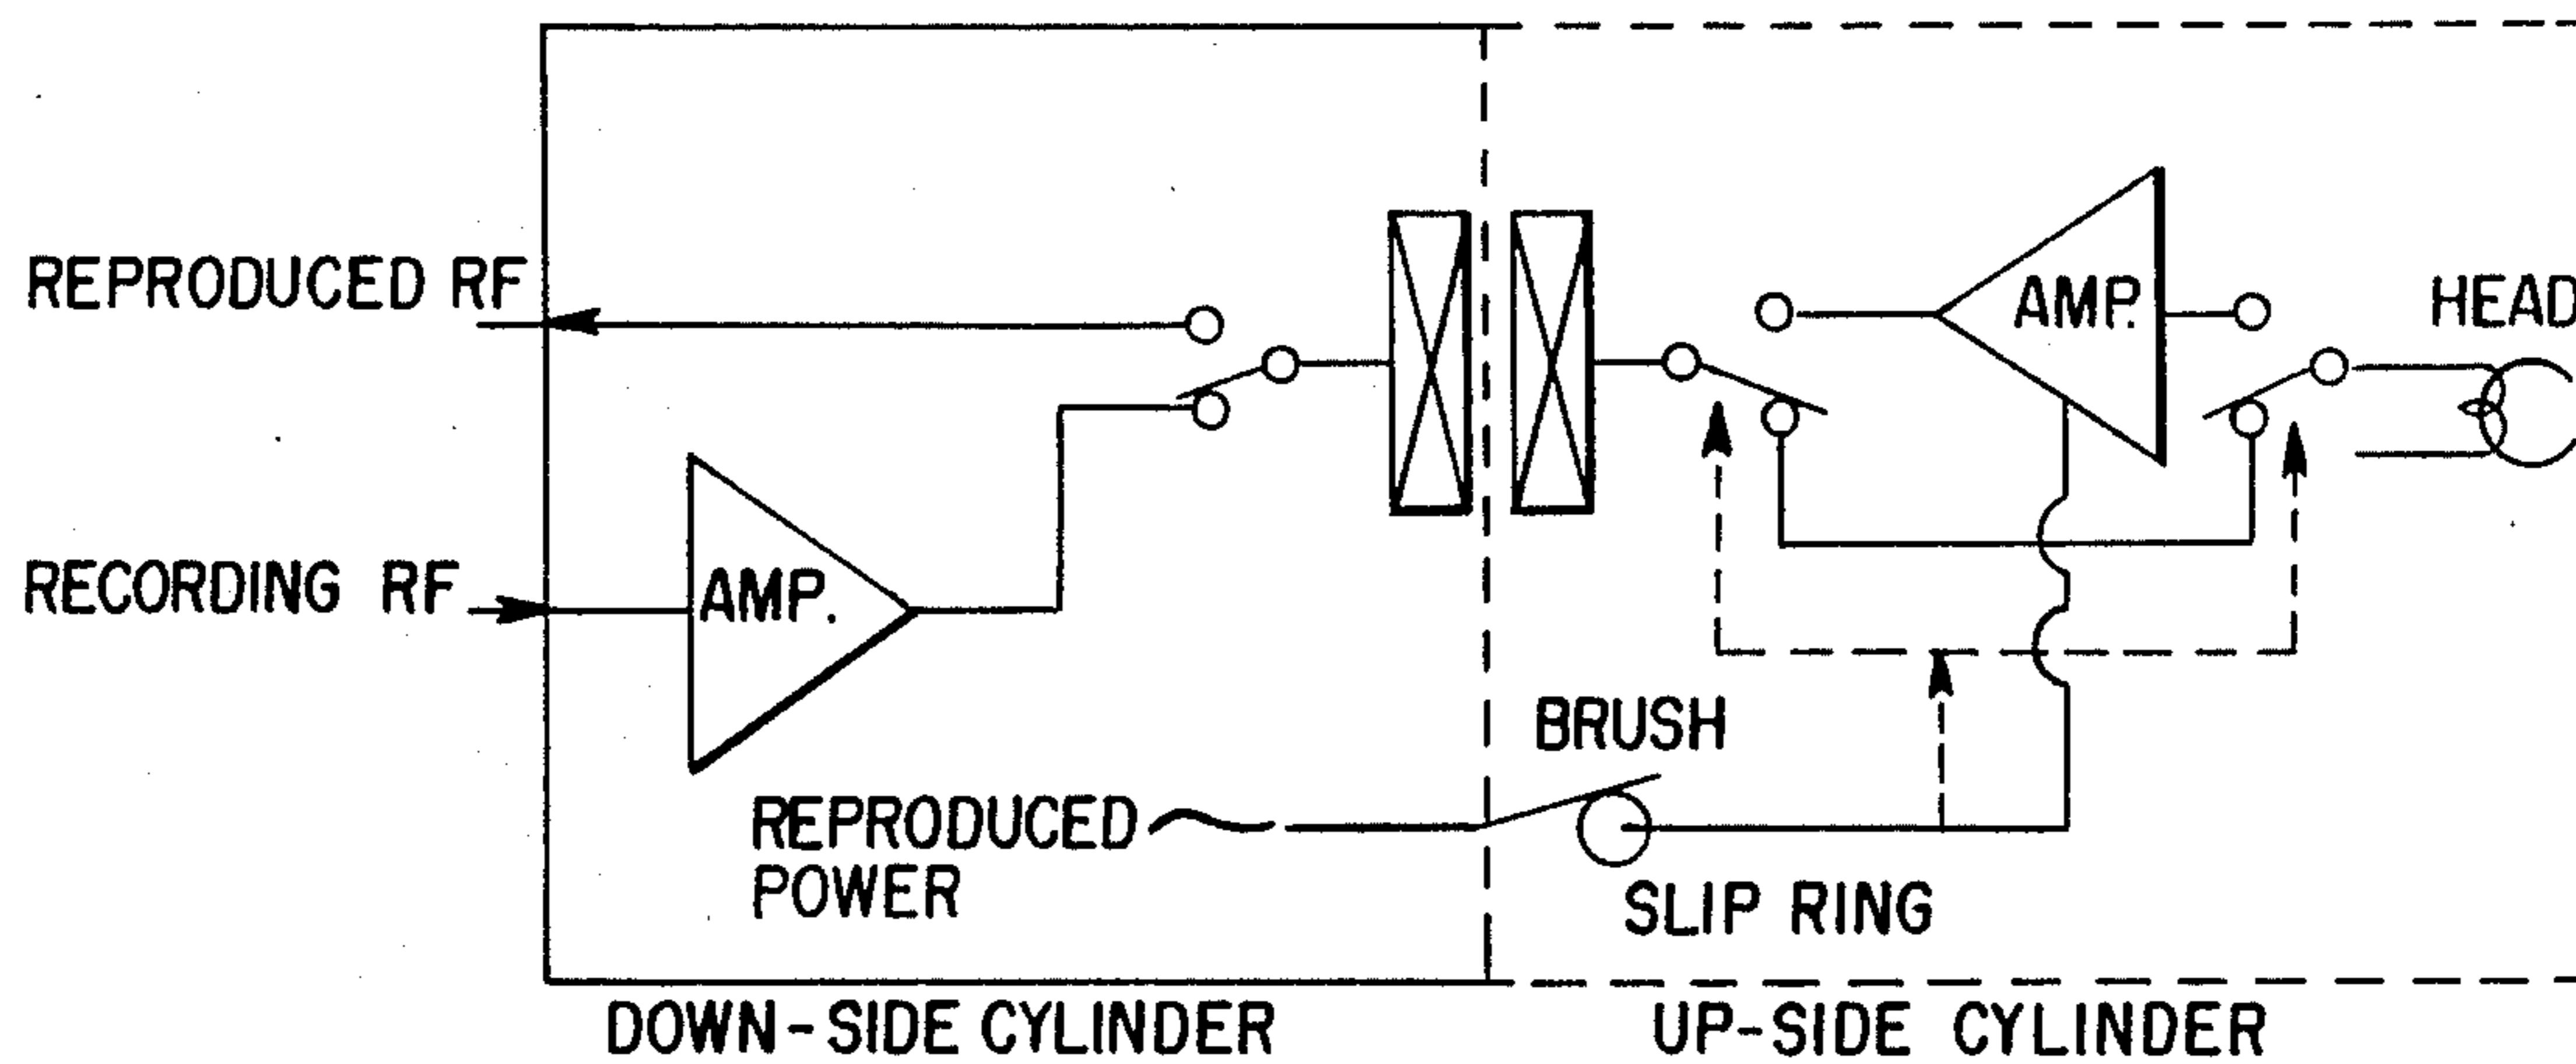 REPRODUCED RF
AMP.
HEAD
RECORDING RF
AMP.
BRUSH
REPRODUCED
POWER
SLIP RING
DOWN-SIDE CYLINDER
UP-SIDE CYLINDER